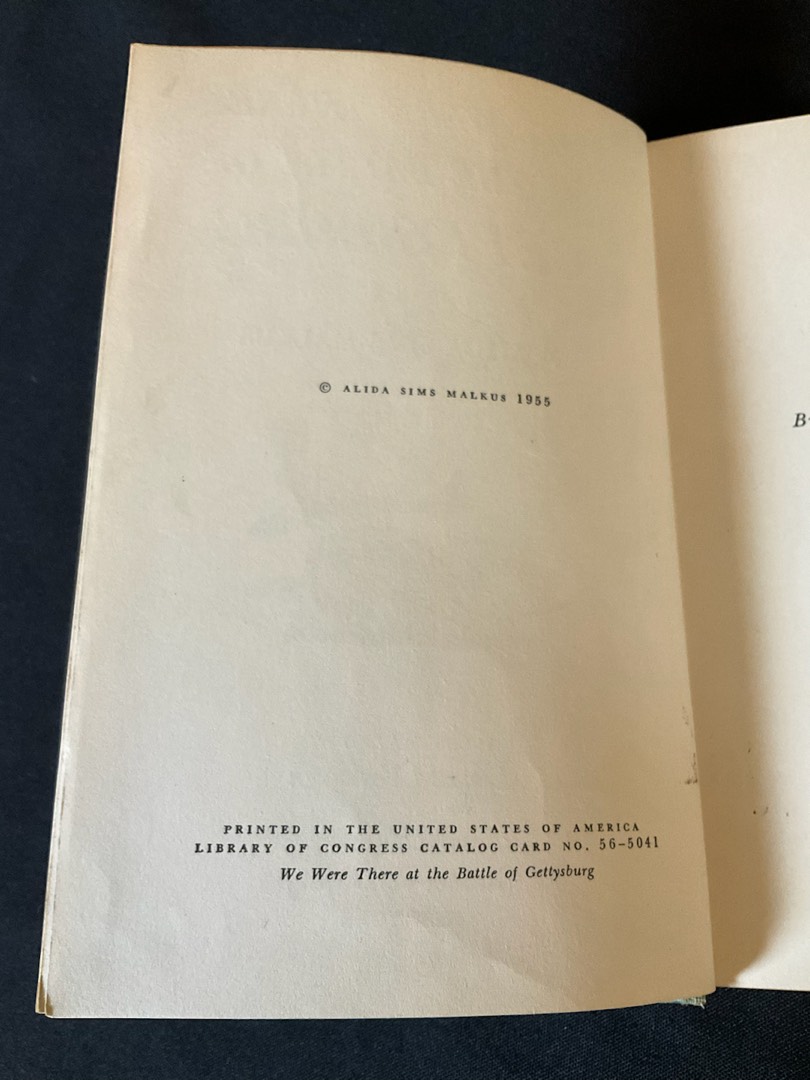 © ALIDA SIMS MALKUS 1955
PRINTED IN THE UNITED STATES OF AMERICA
LIBRARY OF CONGRESS CATALOG CARD NO. 56-5041
We Were There at the Battle of Gettysburg